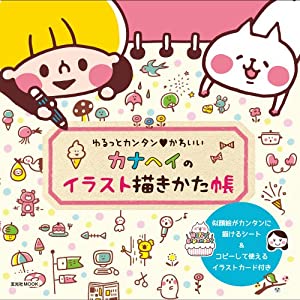 ゆるっとカンタン♥かわいい
カナヘイの
イラスト描きかた帳
似顔絵がカンタンに
描けるシート
&
コピーして使える
イラストカード付き
玄光社MOOK